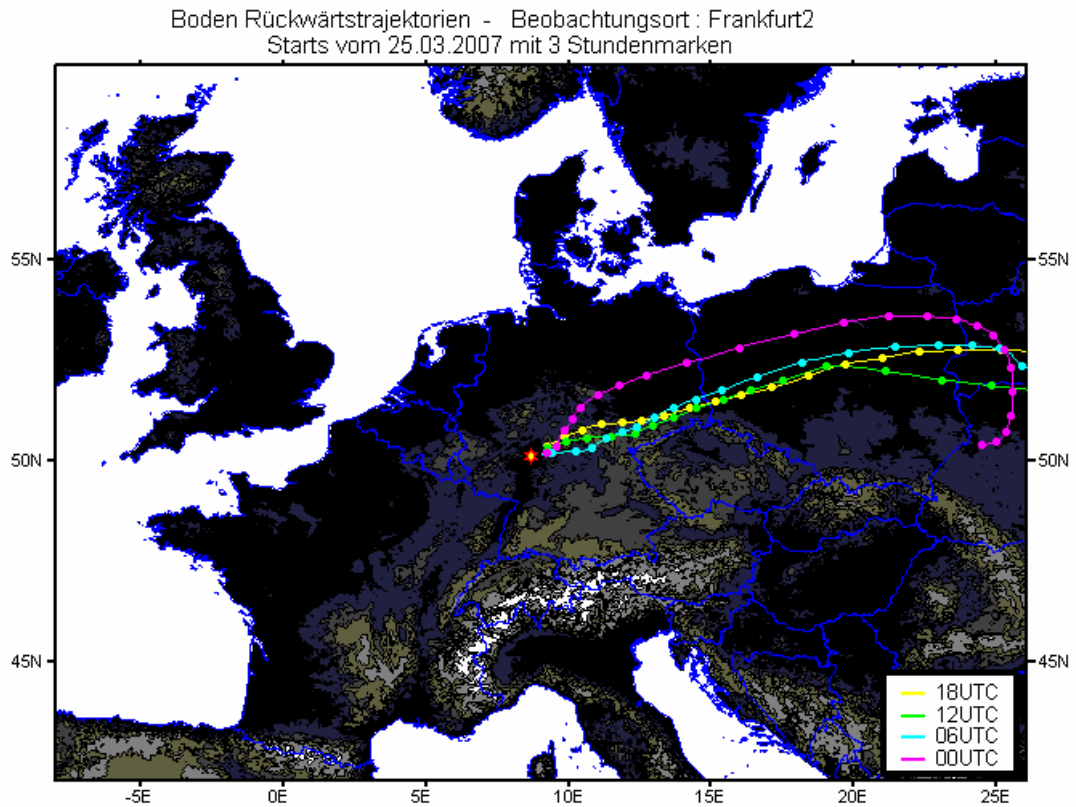 Boden Rückwärtstrajektorien - Beobachtungsort : Frankfurt2
Starts vom 25.03.2007 mit 3 Stundenmarken
55N 55N
50N 50N
45N 45N
18UTC
12UTC
06UTC
00UTC
-5E 0E 5E 10E 15E 20E 25E